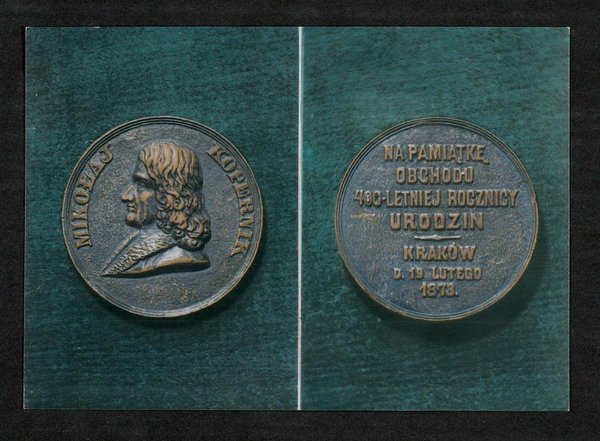 MIKOŁAJ KOPERNIK
NA PAMIĄTKĘ
OBCHODU
400-LETNIEJ ROCZNICY
URODZIN
KRAKÓW
D. 19 LUTEGO
1873.